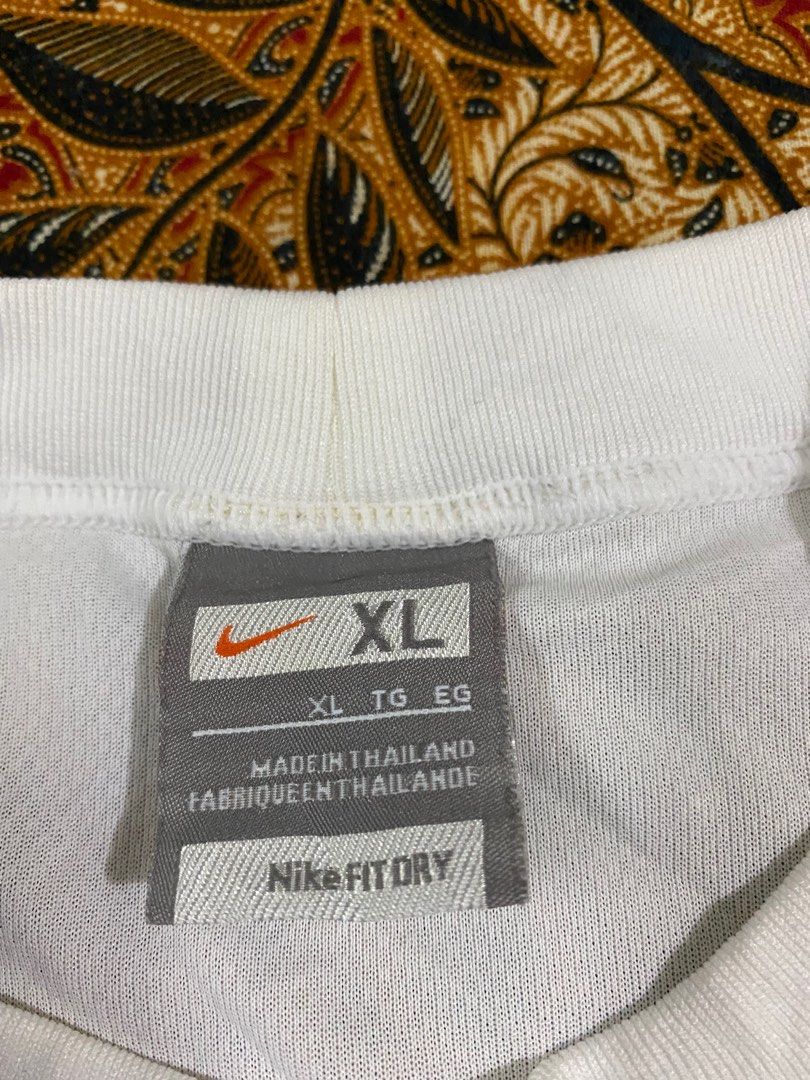 XL
XL TG EG
MADE IN THAILAND
FABRIQUE EN THAILANDE
Nike FIT DRY